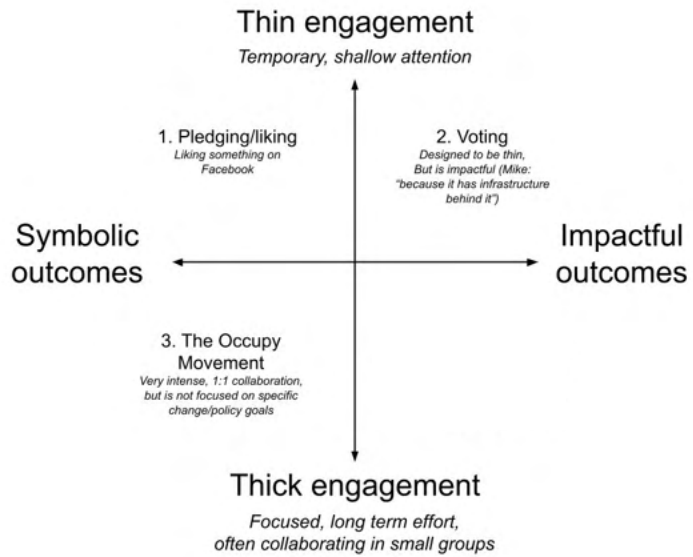 Thin engagement
Temporary, shallow attention
1. Pledging/liking
Liking something on
Facebook
2. Voting
Designed to be thin,
But is impactful (Mike:
"because it has infrastructure
behind it")
Symbolic
outcomes
Impactful
outcomes
3. The Occupy
Movement
Very intense, 1:1 collaboration,
but is not focused on specific
change/policy goals
Thick engagement
Focused, long term effort,
often collaborating in small groups